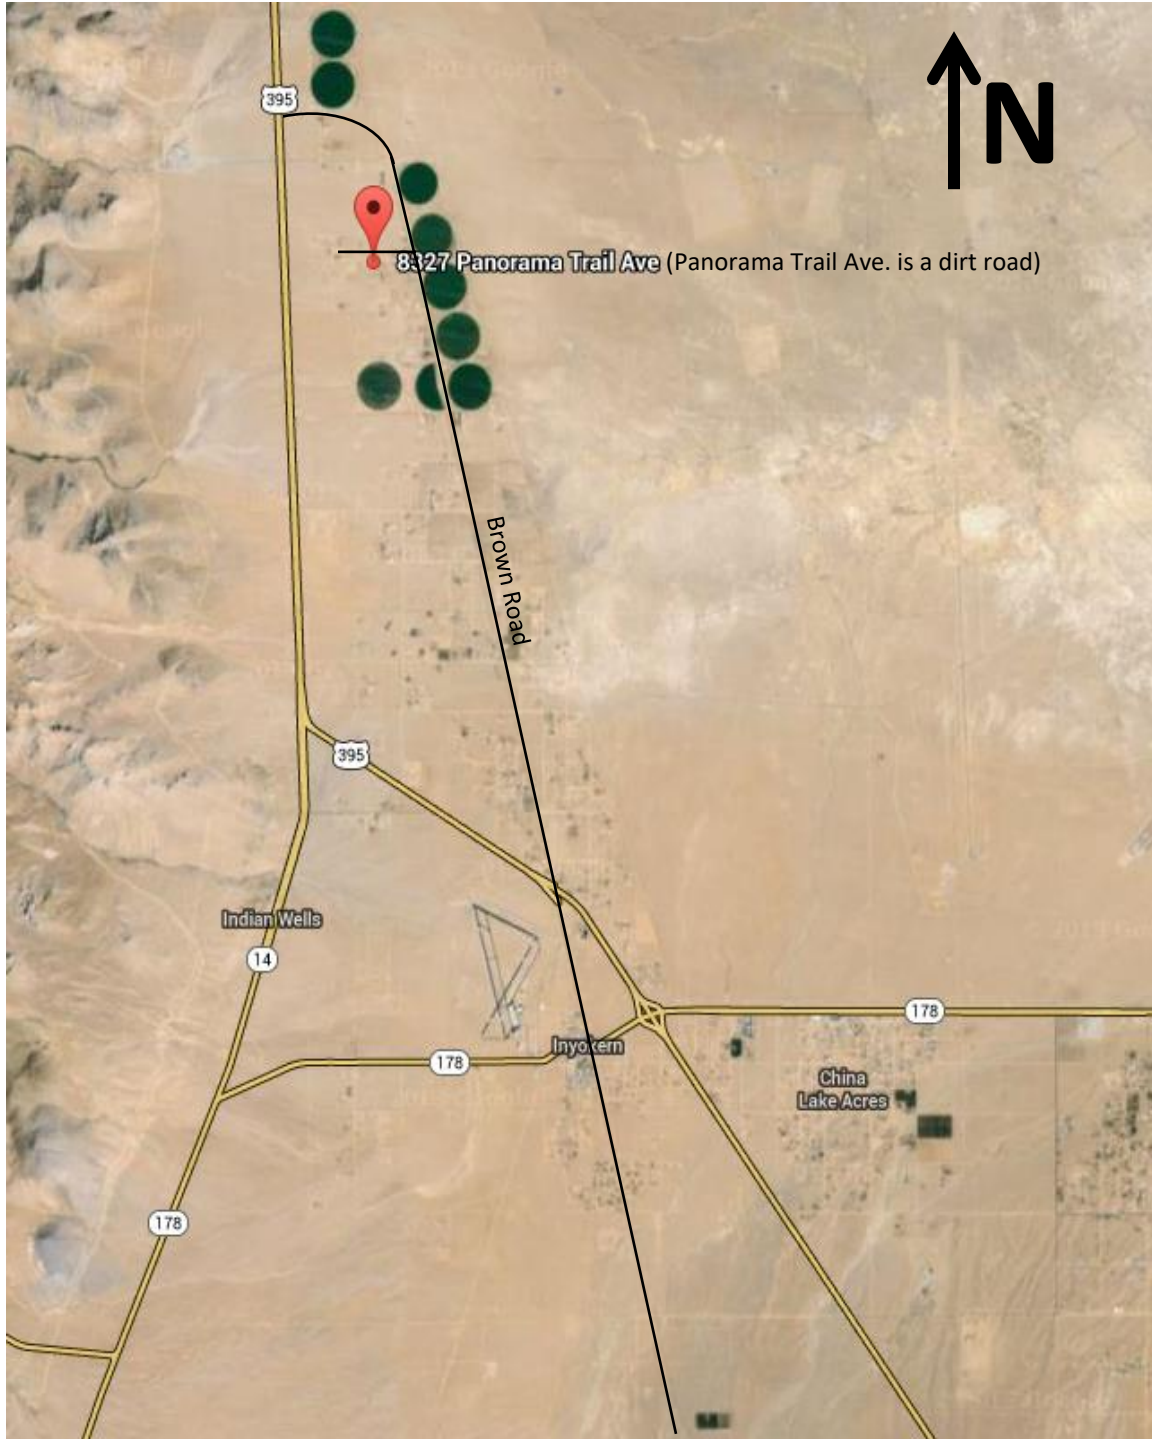 N
395
8327 Panorama Trail Ave (Panorama Trail Ave. is a dirt road)
Brown Road
395
Indian Wells
14
178
Inyokern
178
China
Lake Acres
178